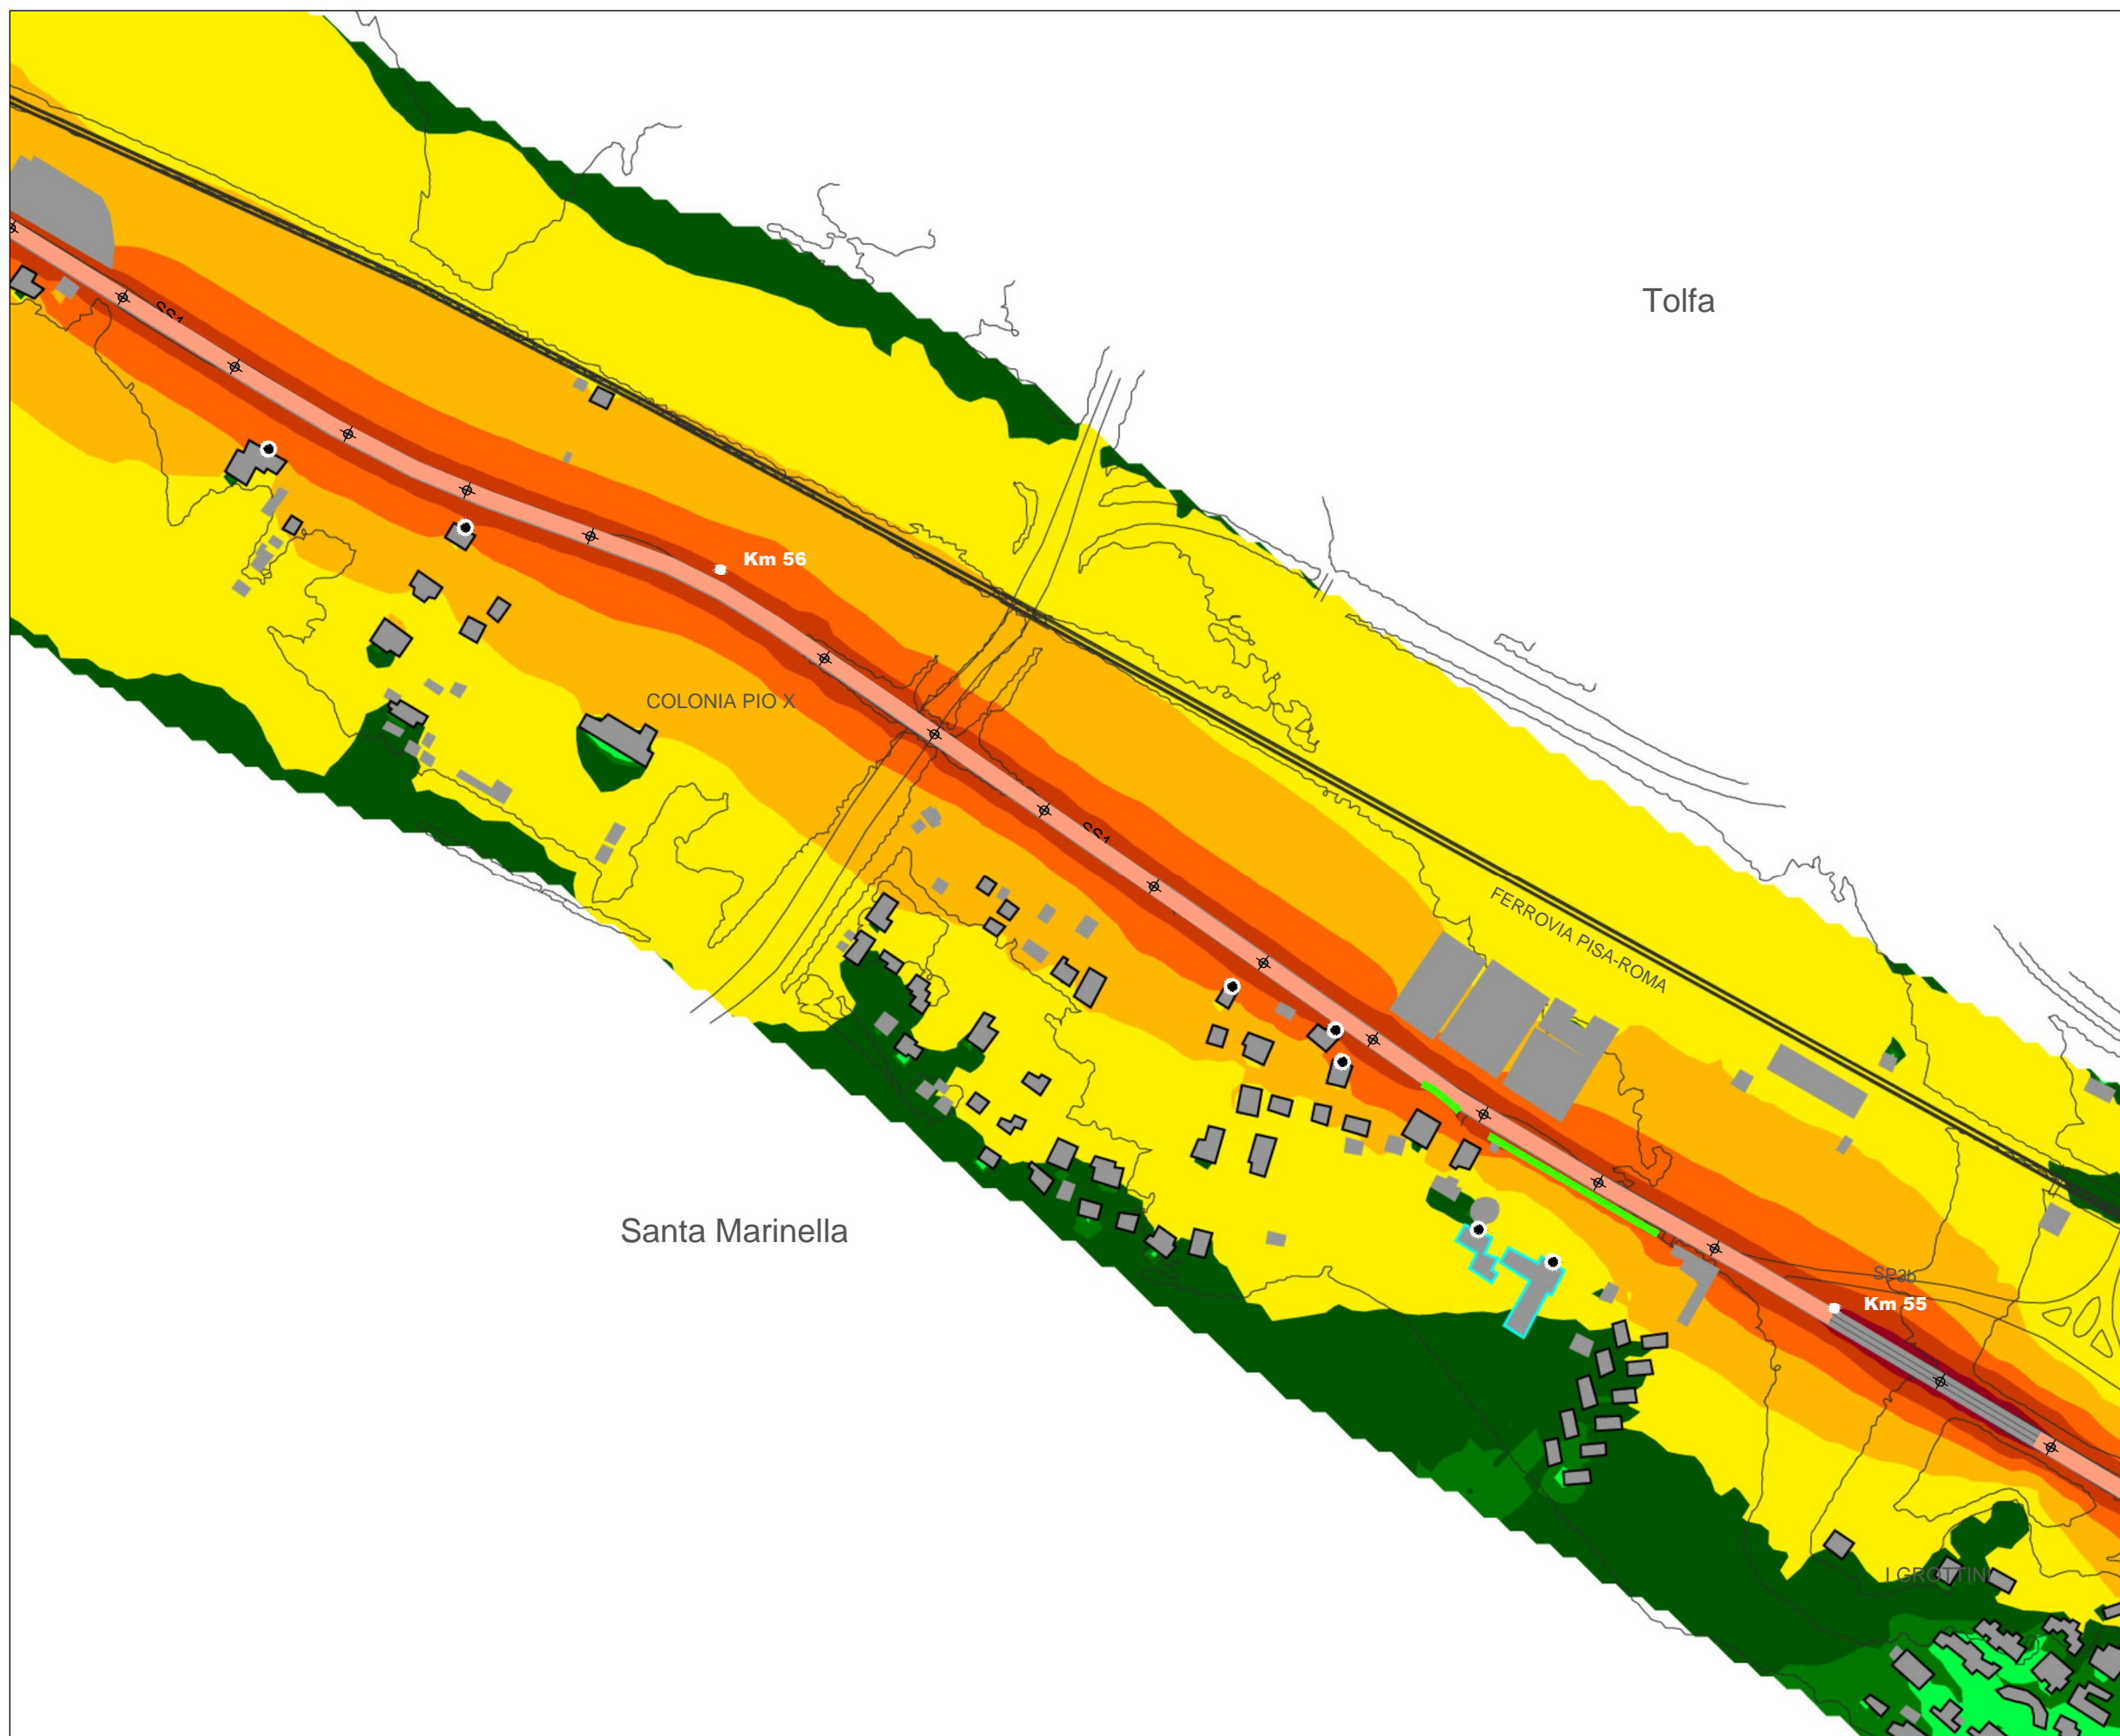 Tolfa
SS1
Km 56
COLONIA PIO X
SS1
FERROVIA PISA-ROMA
Santa Marinella
SP3b
Km 55
I GROTTINI